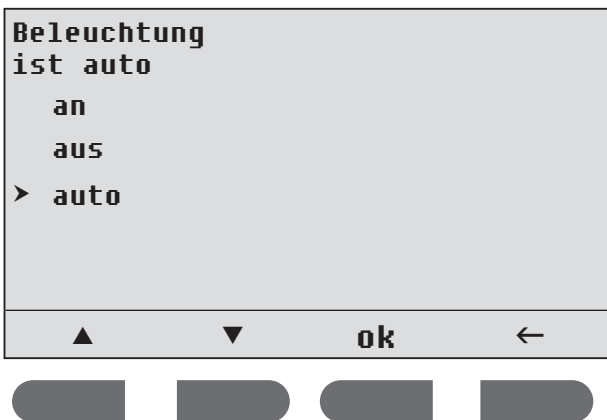 Beleuchtung
ist auto
an
aus
➤ auto
▲ ▼ ok ←